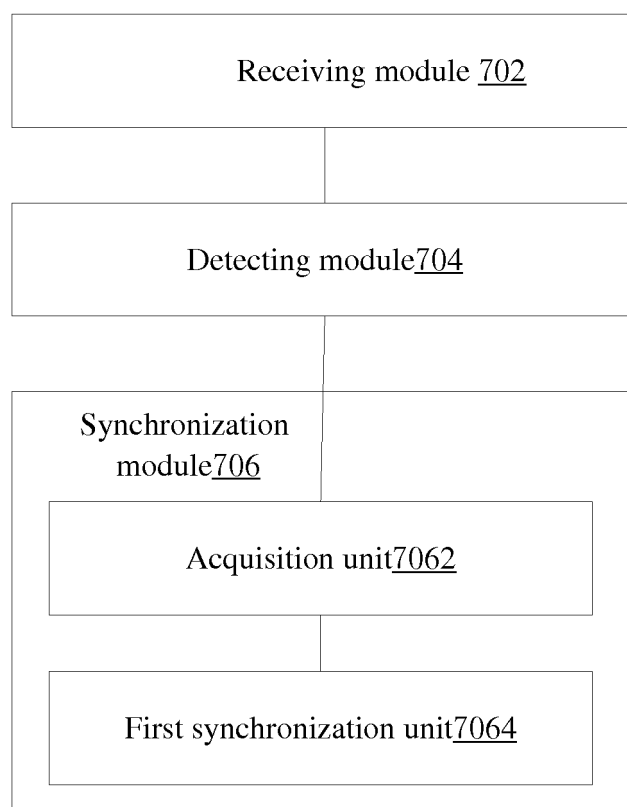 Receiving module 702
Detecting module704
Synchronization
module706
Acquisition unit7062
First synchronization unit7064